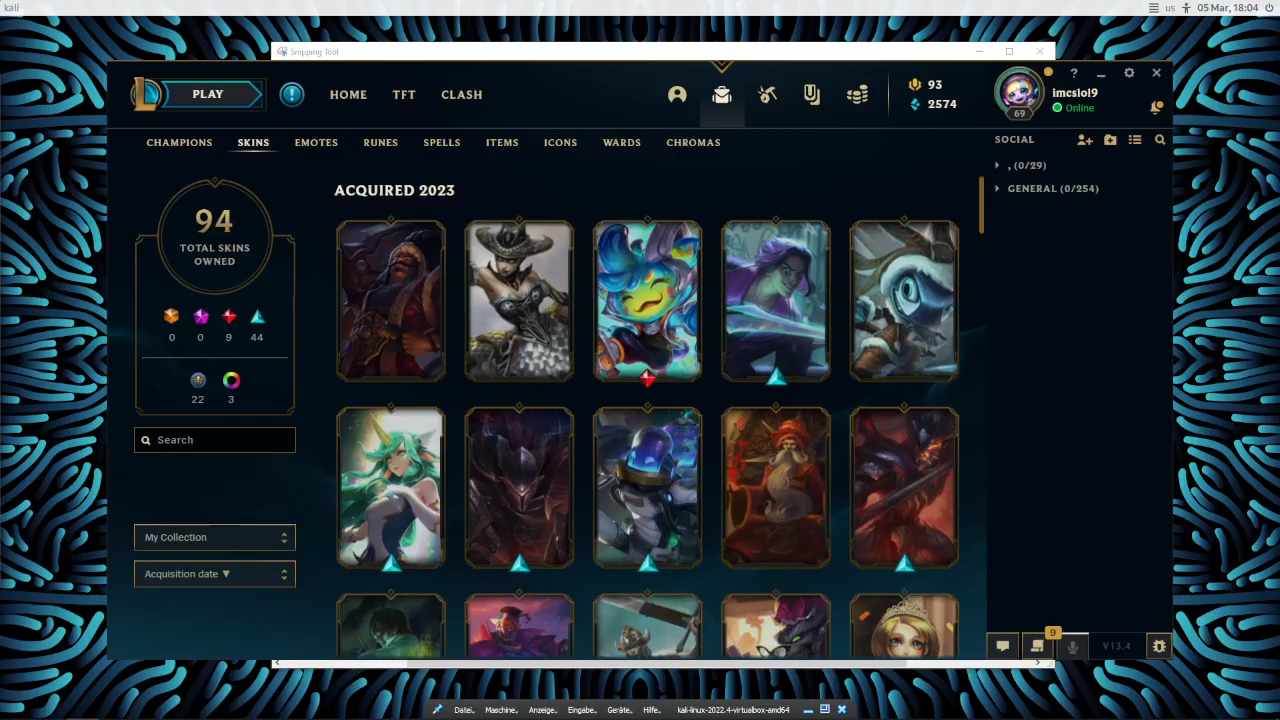 kali
us
05 Mar, 18:04
Snipping Tool
PLAY
HOME
TFT
CLASH
93
2574
69
?
imcslol9
Online
CHAMPIONS
SKINS
EMOTES
RUNES
SPELLS
ITEMS
ICONS
WARDS
CHROMAS
SOCIAL
, (0/29)
GENERAL (0/254)
94
TOTAL SKINS
OWNED
0
0
9
44
22
3
Search
My Collection
Acquisition date ▼
ACQUIRED 2023
9
V13.4
Datei..
Maschine..
Anzeige..
Eingabe..
Geräte..
Hilfe..
kali-linux-2022.4-virtualbox-amd64